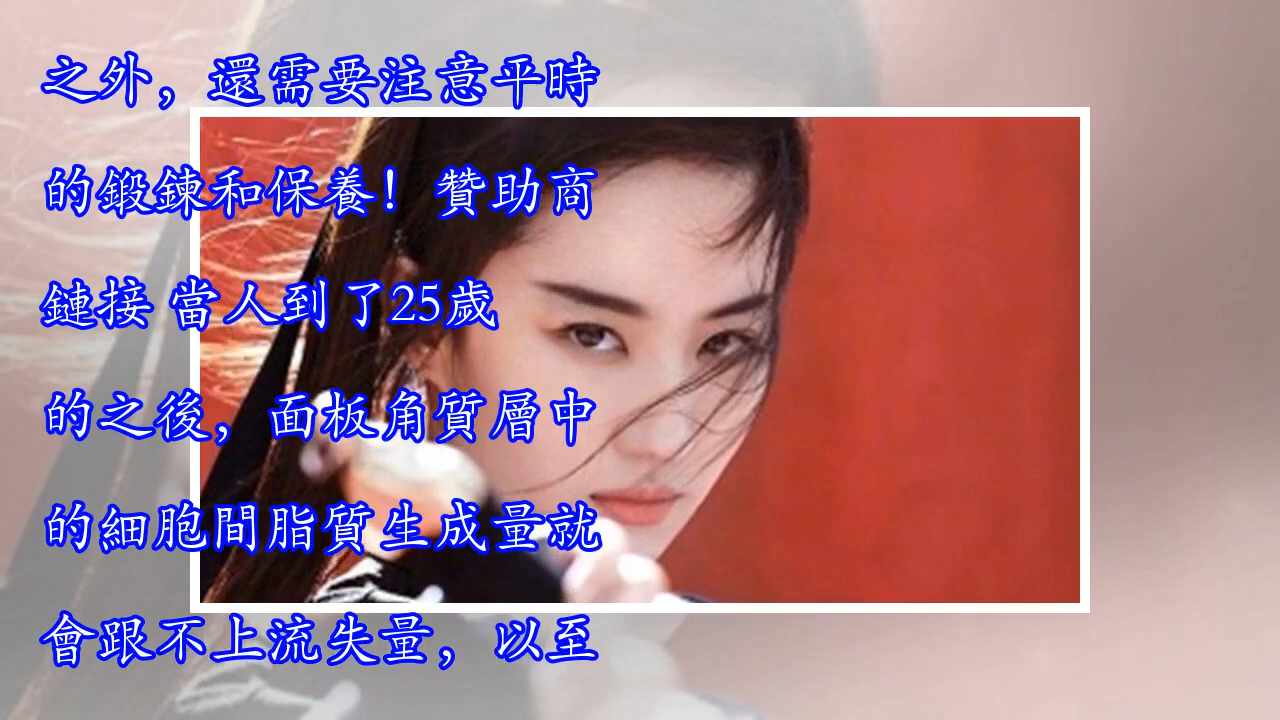 之外，還需要注意平時
的鍛鍊和保養！贊助商
鏈接 當人到了25歲
的之後，面板角質層中
的細胞間脂質生成量就
會跟不上流失量，以至